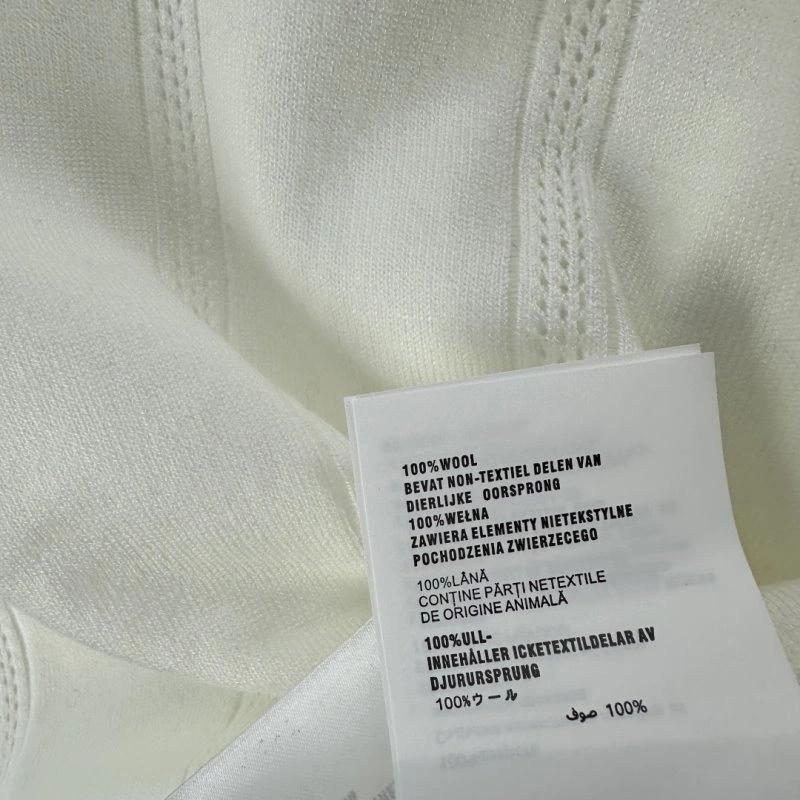 100%WOOL
BEVAT NON-TEXTIEL DELEN VAN
DIERLIJKE OORSPRONG
100%WEŁNA
ZAWIERA ELEMENTY NIETEKSTYLNE
POCHODZENIA ZWIERZECEGO
100%LÂNĂ
CONȚINE PĂRȚI NETEXTILE
DE ORIGINE ANIMALĂ
100%ULL-
INNEHÅLLER ICKETEXTILDELAR AV
DJURURSPRUNG
100%ウール
100% صوف